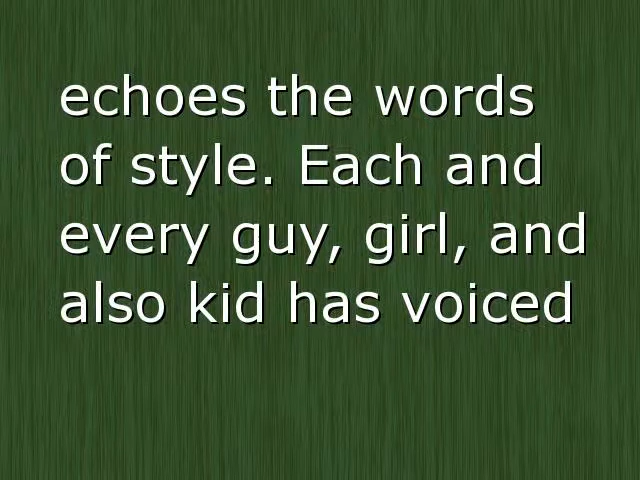 echoes the words
of style. Each and
every guy, girl, and
also kid has voiced